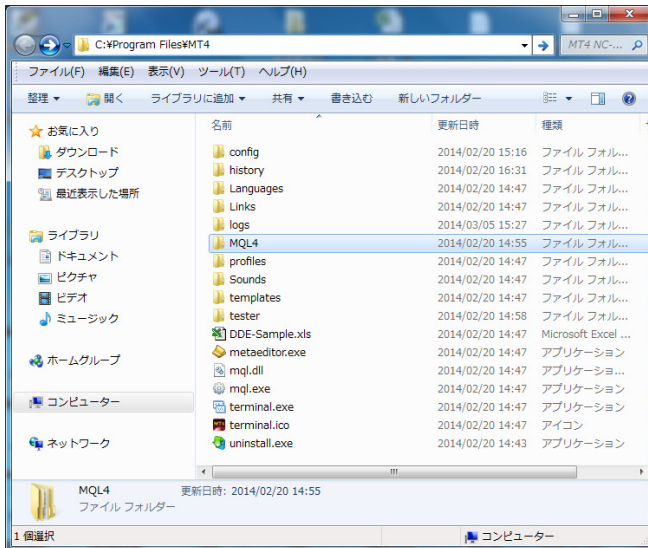 C:¥Program Files¥MT4
MT4 NC-...
ファイル(F) 編集(E) 表示(V) ツール(T) ヘルプ(H)
整理 開く ライブラリに追加 共有 書き込む 新しいフォルダー
お気に入り
ダウンロード
デスクトップ
最近表示した場所
ライブラリ
ドキュメント
ピクチャ
ビデオ
ミュージック
ホームグループ
コンピューター
ネットワーク
名前 更新日時 種類
config 2014/02/20 15:16 ファイル フォル...
history 2014/02/20 16:31 ファイル フォル...
Languages 2014/02/20 14:47 ファイル フォル...
Links 2014/02/20 14:47 ファイル フォル...
logs 2014/03/05 15:27 ファイル フォル...
MQL4 2014/02/20 14:55 ファイル フォル...
profiles 2014/02/20 14:47 ファイル フォル...
Sounds 2014/02/20 14:47 ファイル フォル...
templates 2014/02/20 14:47 ファイル フォル...
tester 2014/02/20 14:58 ファイル フォル...
DDE-Sample.xls 2014/02/20 14:47 Microsoft Excel ...
metaeditor.exe 2014/02/20 14:47 アプリケーション
mql.dll 2014/02/20 14:47 アプリケーショ...
mql.exe 2014/02/20 14:47 アプリケーション
terminal.exe 2014/02/20 14:47 アプリケーション
terminal.ico 2014/02/20 14:47 アイコン
uninstall.exe 2014/02/20 14:43 アプリケーション
MQL4 更新日時: 2014/02/20 14:55
ファイル フォルダー
1 個選択 コンピューター